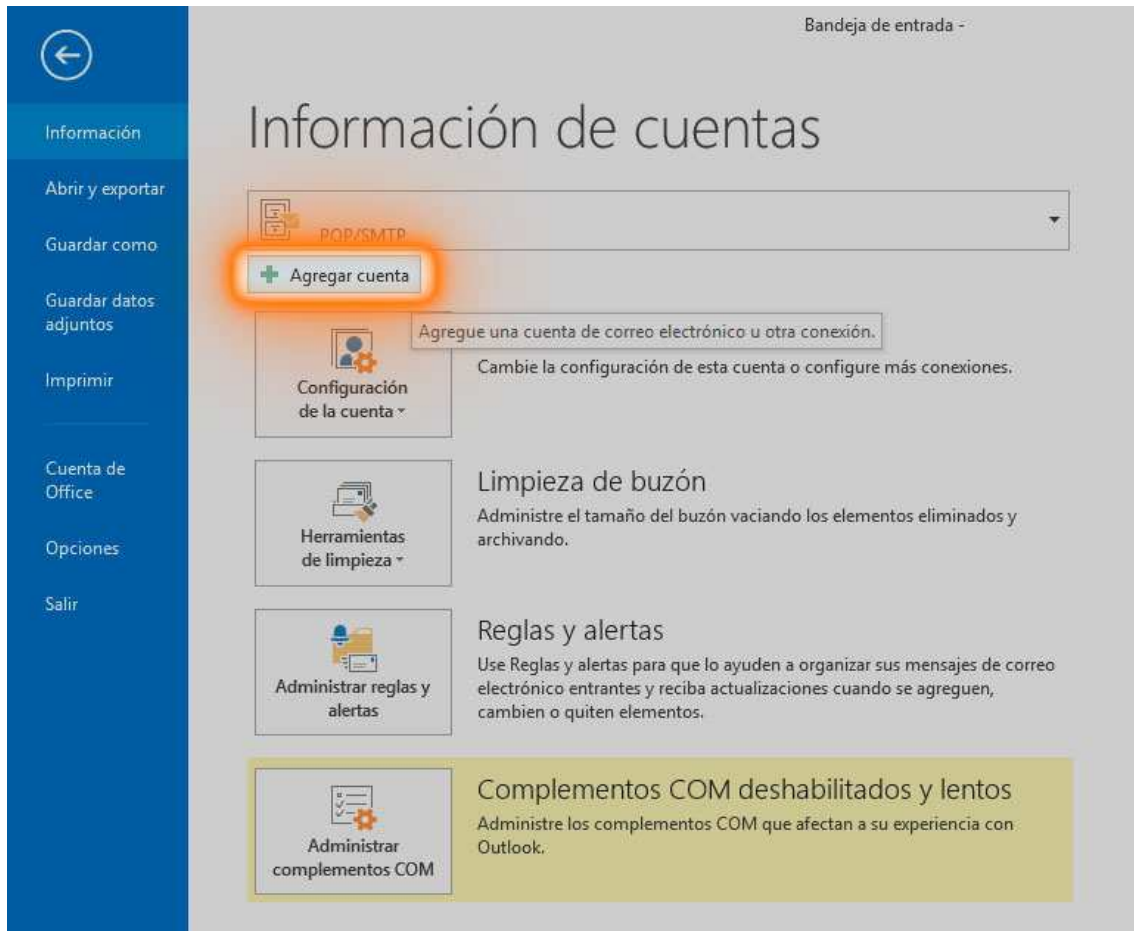 Bandeja de entrada -
Información
Abrir y exportar
Guardar como
Guardar datos
adjuntos
Imprimir
Cuenta de
Office
Opciones
Salir
Información de cuentas
POP/SMTP
Agregar cuenta
Agregue una cuenta de correo electrónico u otra conexión.
Configuración
de la cuenta
Cambie la configuración de esta cuenta o configure más conexiones.
Herramientas
de limpieza
Limpieza de buzón
Administre el tamaño del buzón vaciando los elementos eliminados y
archivando.
Administrar reglas y
alertas
Reglas y alertas
Use Reglas y alertas para que lo ayuden a organizar sus mensajes de correo
electrónico entrantes y reciba actualizaciones cuando se agreguen,
cambien o quiten elementos.
Administrar
complementos COM
Complementos COM deshabilitados y lentos
Administre los complementos COM que afectan a su experiencia con
Outlook.